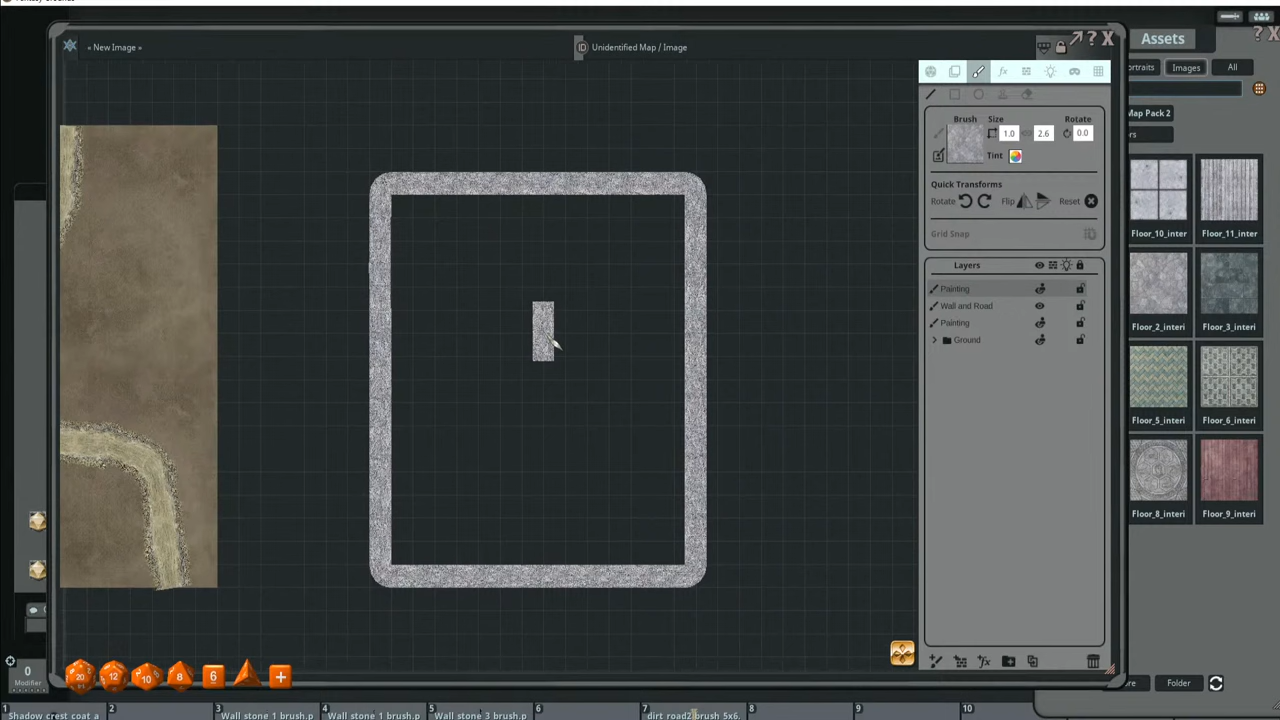 « New Image »
ID Unidentified Map / Image
? X
Assets
? X
ortraits Images All
Map Pack 2
rs
Brush Size Rotate
1.0 2.6 0.0
Tint
Quick Transforms
Rotate Flip Reset
Grid Snap
Layers
Painting
Wall and Road
Painting
Ground
Floor_10_inter Floor_11_inter
Floor_2_interi Floor_3_interi
Floor_5_interi Floor_6_interi
Floor_8_interi Floor_9_interi
Folder
0
Modifier
20 12 10 8 6 +
1 2 3 4 5 6 7 8 9 10
Shadow crest coat a Wall stone 1 brush.p Wall stone 1 brush.p Wall stone 3 brush.p dirt road2 brush 5x6.